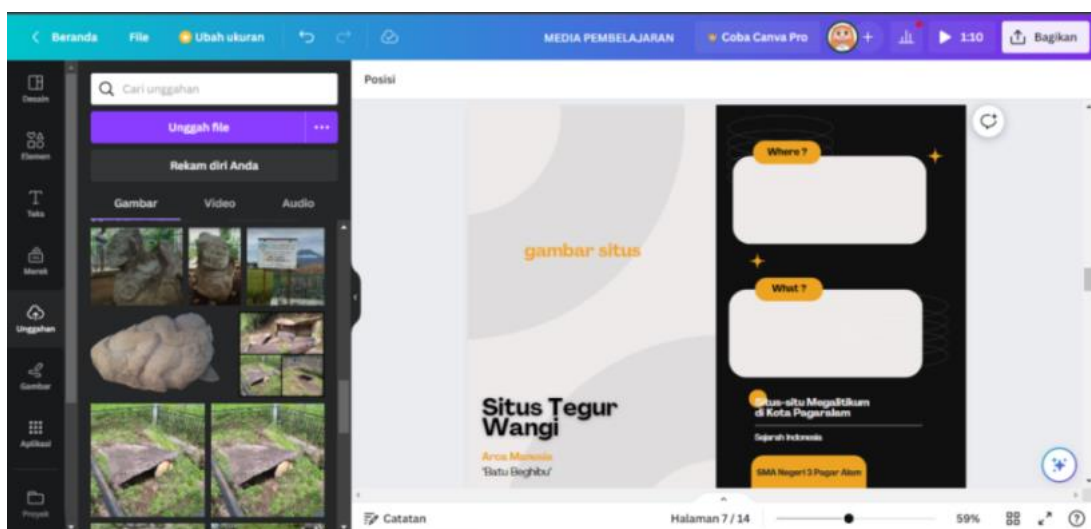 Beranda
File
Ubah ukuran
MEDIA PEMBELAJARAN
Coba Canva Pro
1:10
Bagikan
Desain
Elemen
Teks
Merek
Unggahan
Gambar
Aplikasi
Proyek
Cari unggahan
Unggah file
Rekam diri Anda
Gambar
Video
Audio
Posisi
gambar situs
Situs Tegur
Wangi
Arca Manusia
'Batu Beghibu'
Where ?
What ?
Situs-situ Megalitikum
di Kota Pagaralam
Sejarah Indonesia
SMA Negeri 3 Pagar Alam
Catatan
Halaman 7 / 14
59%